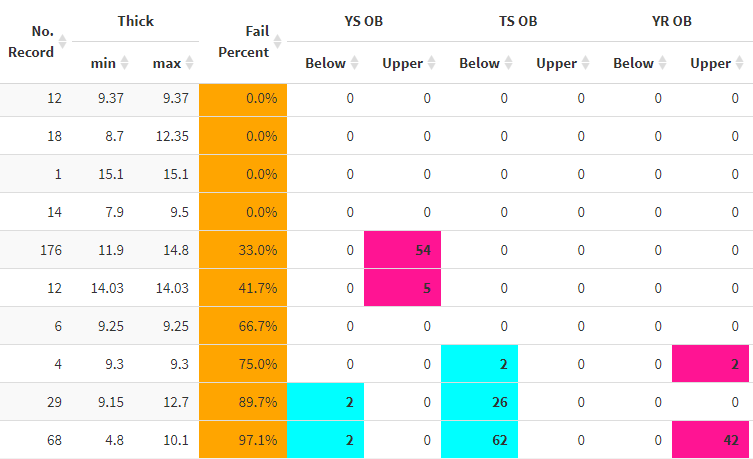 No. Record Thick Fail Percent YS OB TS OB YR OB
min max Below Upper Below Upper Below Upper
12 9.37 9.37 0.0% 0 0 0 0 0 0
18 8.7 12.35 0.0% 0 0 0 0 0 0
1 15.1 15.1 0.0% 0 0 0 0 0 0
14 7.9 9.5 0.0% 0 0 0 0 0 0
176 11.9 14.8 33.0% 0 54 0 0 0 0
12 14.03 14.03 41.7% 0 5 0 0 0 0
6 9.25 9.25 66.7% 0 0 0 0 0 0
4 9.3 9.3 75.0% 0 0 2 0 0 2
29 9.15 12.7 89.7% 2 0 26 0 0 0
68 4.8 10.1 97.1% 2 0 62 0 0 42